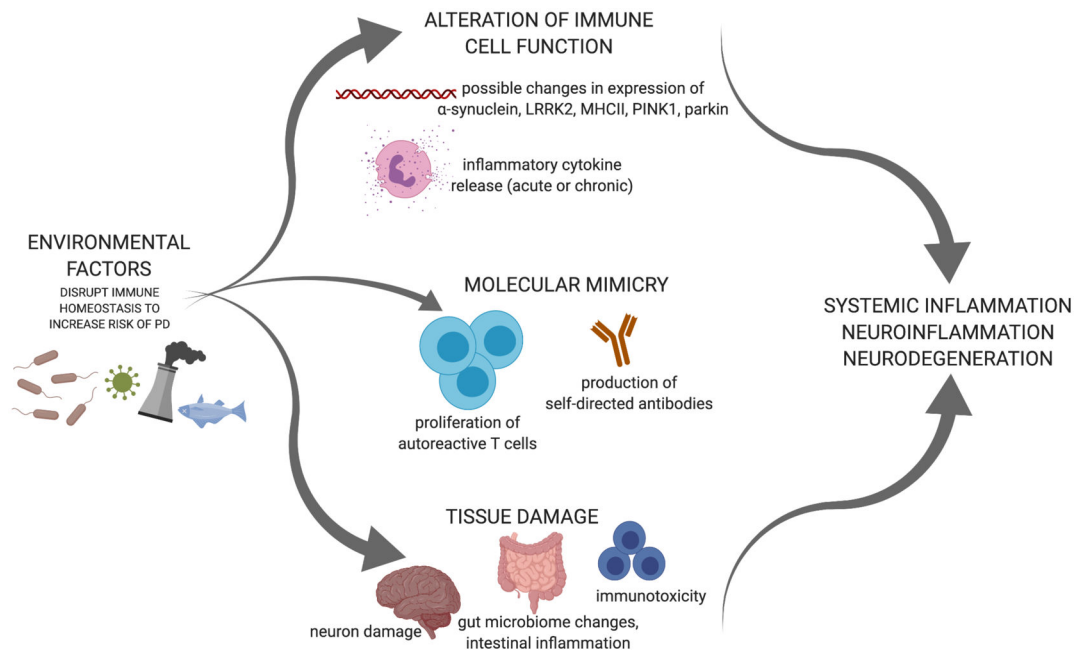 ALTERATION OF IMMUNE
CELL FUNCTION
possible changes in expression of
α-synuclein, LRRK2, MHCII, PINK1, parkin
inflammatory cytokine
release (acute or chronic)
ENVIRONMENTAL
FACTORS
DISRUPT IMMUNE
HOMEOSTASIS TO
INCREASE RISK OF PD
MOLECULAR MIMICRY
proliferation of
autoreactive T cells
production of
self-directed antibodies
TISSUE DAMAGE
neuron damage
gut microbiome changes,
intestinal inflammation
immunotoxicity
SYSTEMIC INFLAMMATION
NEUROINFLAMMATION
NEURODEGENERATION